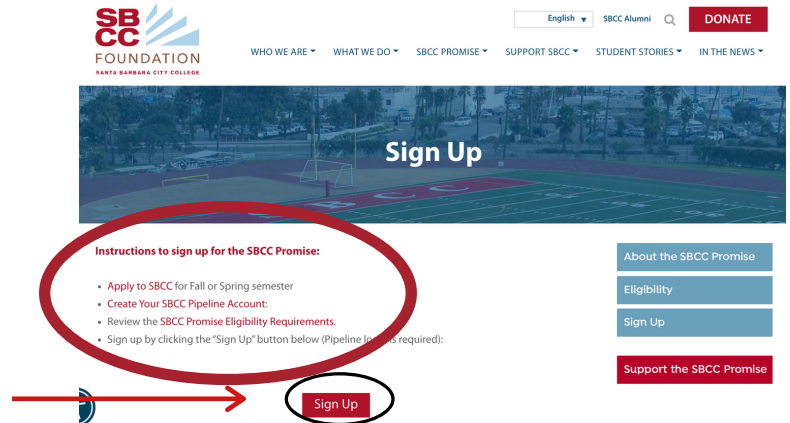 SB
CC
FOUNDATION
SANTA BARBARA CITY COLLEGE
English
SBCC Alumni
DONATE
WHO WE ARE
WHAT WE DO
SBCC PROMISE
SUPPORT SBCC
STUDENT STORIES
IN THE NEWS
Sign Up
S B C C
Instructions to sign up for the SBCC Promise:
• Apply to SBCC for Fall or Spring semester
• Create Your SBCC Pipeline Account:
• Review the SBCC Promise Eligibility Requirements.
• Sign up by clicking the "Sign Up" button below (Pipeline login is required):
Sign Up
About the SBCC Promise
Eligibility
Sign Up
Support the SBCC Promise